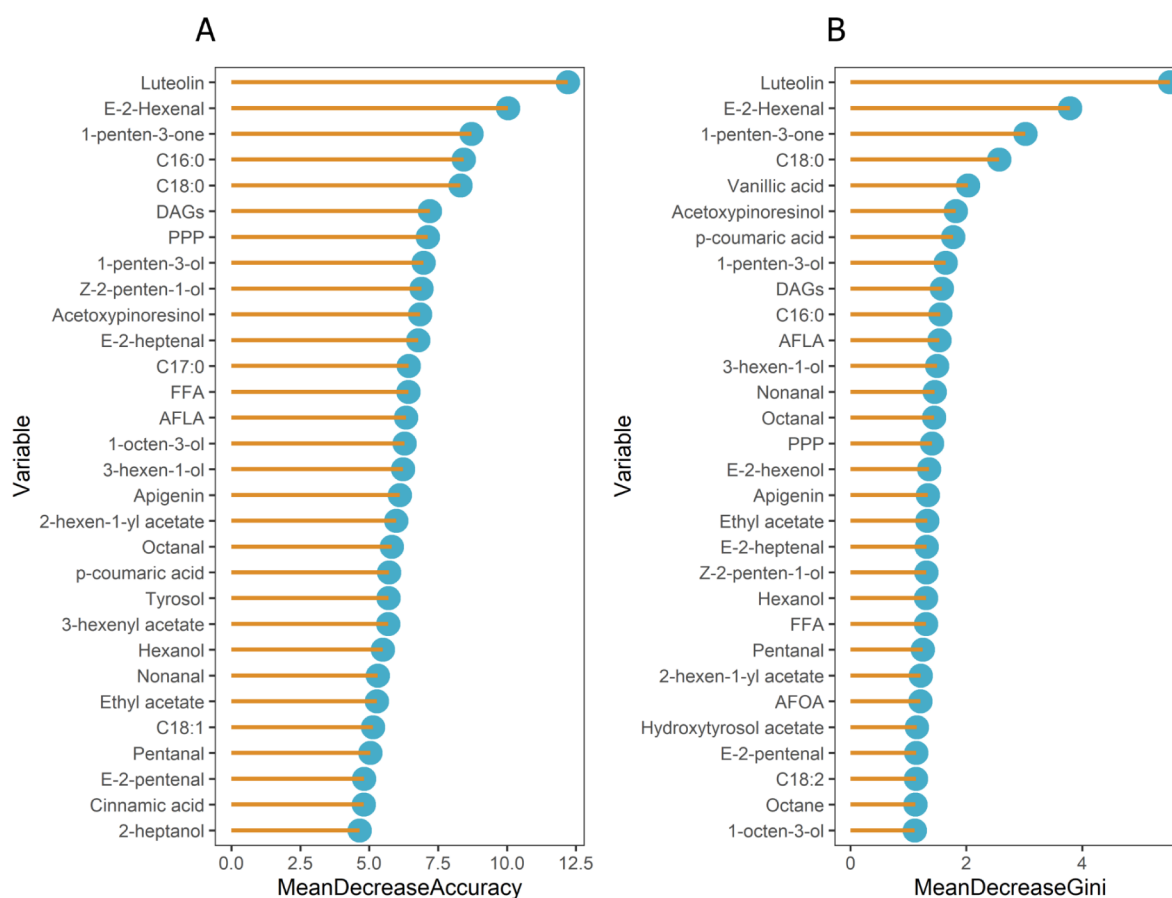 A
Variable
Luteolin
E-2-Hexenal
1-penten-3-one
C16:0
C18:0
DAGs
PPP
1-penten-3-ol
Z-2-penten-1-ol
Acetoxypinoresinol
E-2-heptenal
C17:0
FFA
AFLA
1-octen-3-ol
3-hexen-1-ol
Apigenin
2-hexen-1-yl acetate
Octanal
p-coumaric acid
Tyrosol
3-hexenyl acetate
Hexanol
Nonanal
Ethyl acetate
C18:1
Pentanal
E-2-pentenal
Cinnamic acid
2-heptanol
0.0 2.5 5.0 7.5 10.0 12.5
MeanDecreaseAccuracy
B
Variable
Luteolin
E-2-Hexenal
1-penten-3-one
C18:0
Vanillic acid
Acetoxypinoresinol
p-coumaric acid
1-penten-3-ol
DAGs
C16:0
AFLA
3-hexen-1-ol
Nonanal
Octanal
PPP
E-2-hexenol
Apigenin
Ethyl acetate
E-2-heptenal
Z-2-penten-1-ol
Hexanol
FFA
Pentanal
2-hexen-1-yl acetate
AFOA
Hydroxytyrosol acetate
E-2-pentenal
C18:2
Octane
1-octen-3-ol
0 2 4
MeanDecreaseGini